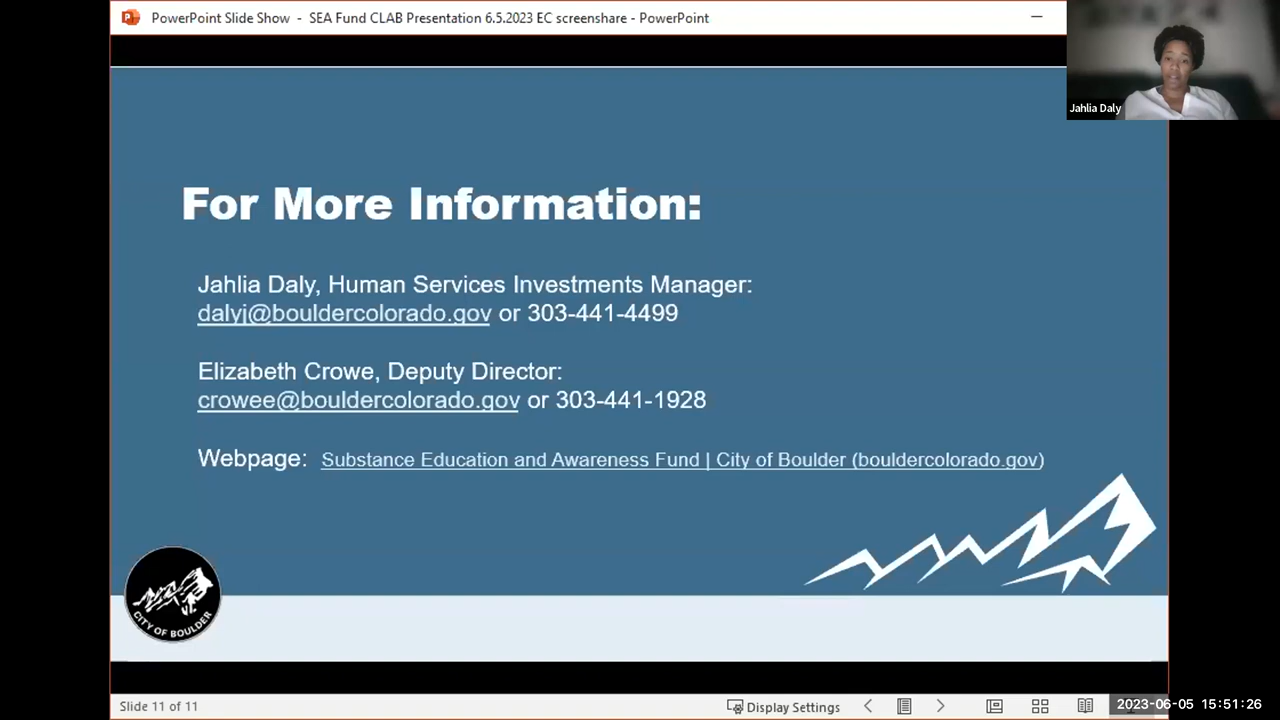 PowerPoint Slide Show - SEA Fund CLAB Presentation 6.5.2023 EC screenshare - PowerPoint
Jahlia Daly
For More Information:
Jahlia Daly, Human Services Investments Manager:
dalyj@bouldercolorado.gov or 303-441-4499
Elizabeth Crowe, Deputy Director:
crowee@bouldercolorado.gov or 303-441-1928
Webpage: Substance Education and Awareness Fund | City of Boulder (bouldercolorado.gov)
CITY OF BOULDER
Slide 11 of 11
Display Settings
2023-06-05 15:51:26